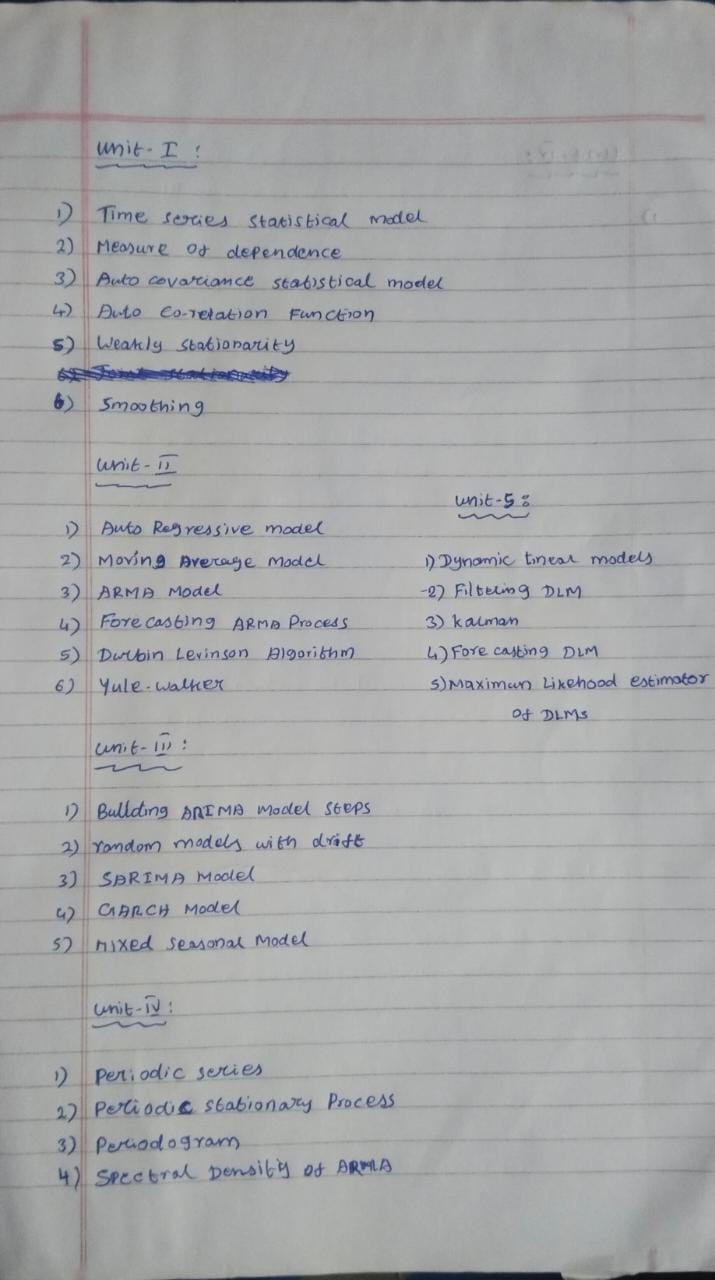 Unit-I :
1) Time series statistical model
2) Measure of dependence
3) Auto covariance statistical model
4) Auto Co-relation Function
5) Weakly stationarity
6) Smoothing
Unit-II
1) Auto Regressive model
2) Moving Average Model
3) ARMA Model
4) Fore casting ARMA Process
5) Durbin Levinson Algorithm
6) Yule-walker
Unit-5:
1) Dynamic linear models
2) Filtering DLM
3) Kalman
4) Fore casting DLM
5) Maximun Likehood estimator
of DLMs
Unit-III :
1) Building ARIMA Model steps
2) random models with drift
3) SARIMA Model
4) GARCH Model
5) Mixed seasonal Model
Unit-IV :
1) Periodic series
2) Periodic stationary Process
3) Periodogram
4) Spectral Density of ARMA